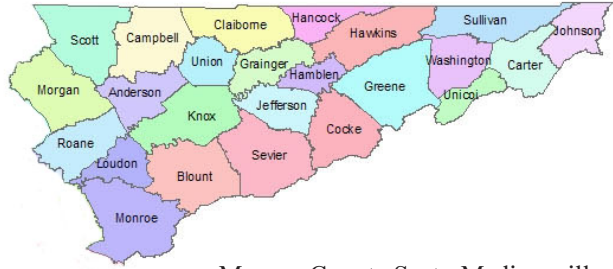 Hancock
Claiborne
Sullivan
Scott
Campbell
Hawkins
Johnson
Union
Grainger
Washington
Carter
Hamblen
Morgan
Anderson
Greene
Unicoi
Jefferson
Knox
Cocke
Roane
Loudon
Sevier
Blount
Monroe